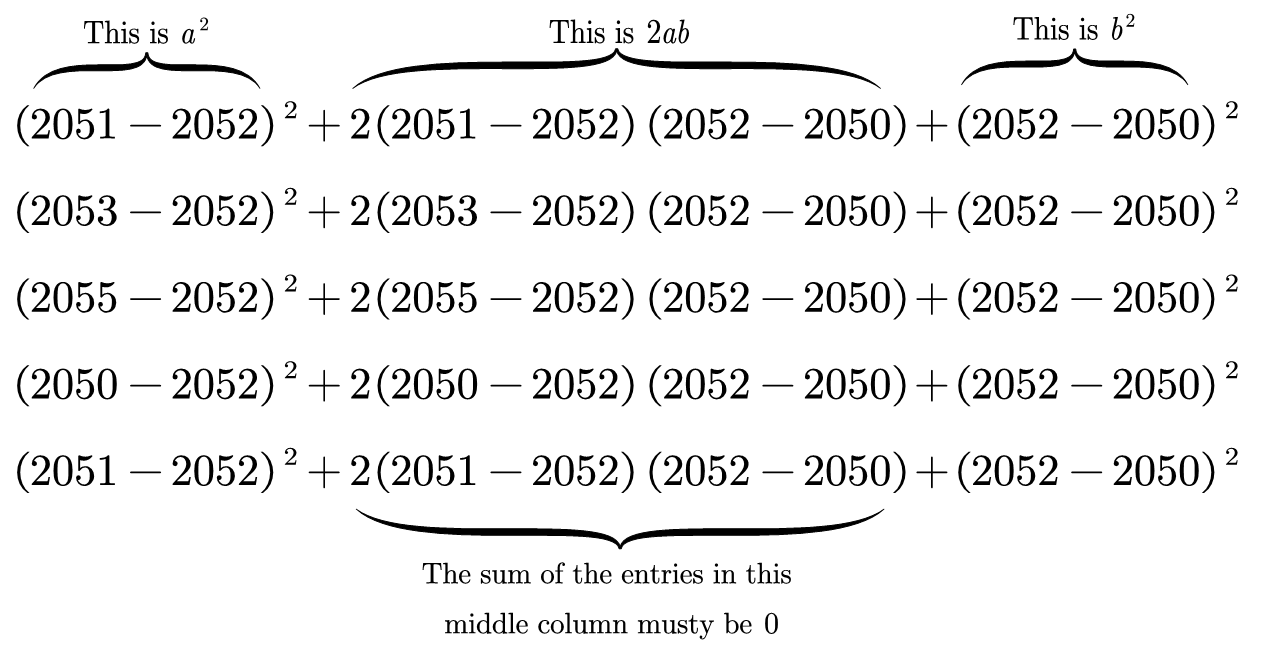 This is a² This is 2ab This is b²
(2051 − 2052)² + 2(2051 − 2052)(2052 − 2050) + (2052 − 2050)²
(2053 − 2052)² + 2(2053 − 2052)(2052 − 2050) + (2052 − 2050)²
(2055 − 2052)² + 2(2055 − 2052)(2052 − 2050) + (2052 − 2050)²
(2050 − 2052)² + 2(2050 − 2052)(2052 − 2050) + (2052 − 2050)²
(2051 − 2052)² + 2(2051 − 2052)(2052 − 2050) + (2052 − 2050)²
The sum of the entries in this
middle column musty be 0